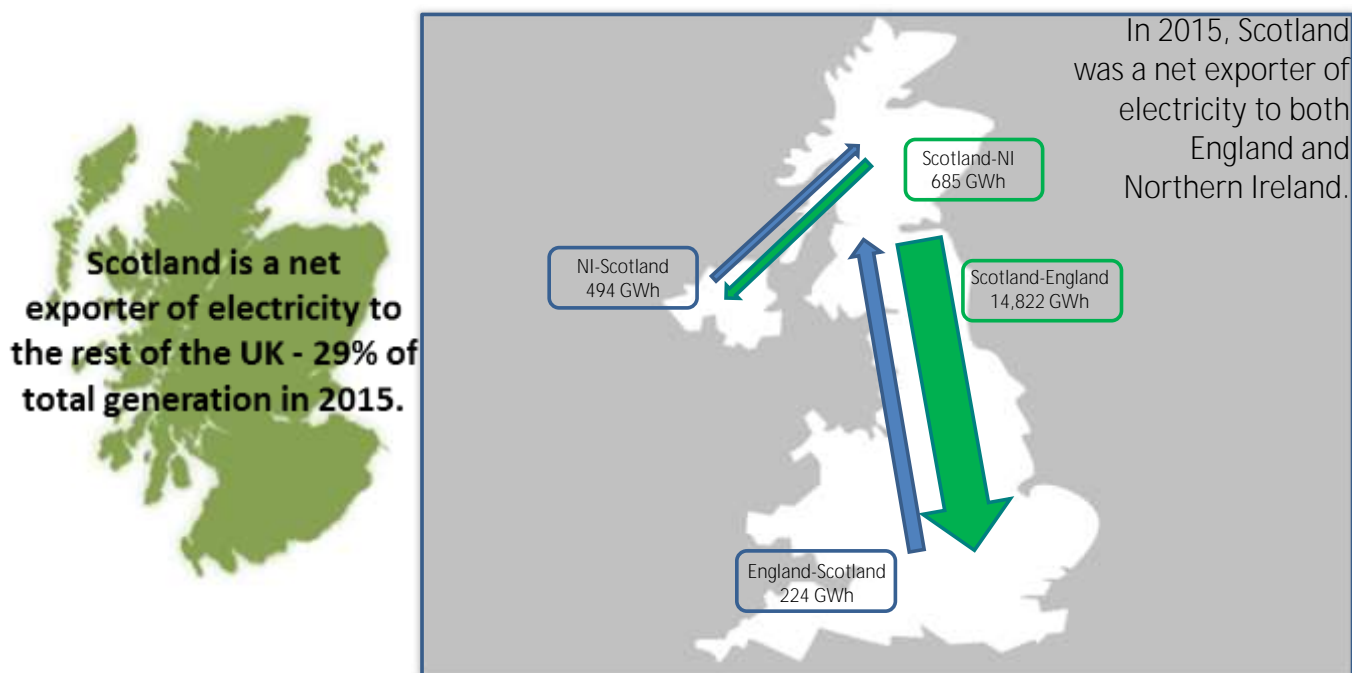 Scotland is a net
exporter of electricity to
the rest of the UK - 29% of
total generation in 2015.
In 2015, Scotland
was a net exporter of
electricity to both
England and
Northern Ireland.
Scotland-NI
685 GWh
NI-Scotland
494 GWh
Scotland-England
14,822 GWh
England-Scotland
224 GWh